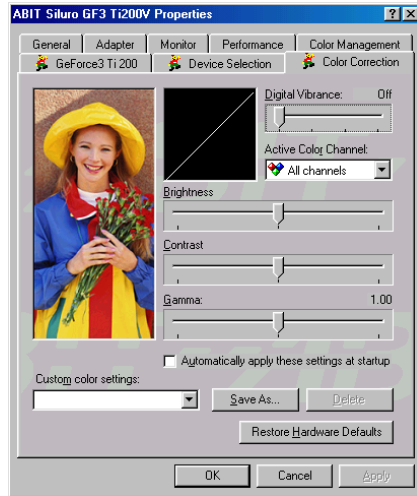 ABIT Siluro GF3 Ti200V Properties
General Adapter Monitor Performance Color Management
GeForce3 Ti 200 Device Selection Color Correction
Digital Vibrance: Off
Active Color Channel:
All channels
Brightness
Contrast
Gamma: 1.00
Automatically apply these settings at startup
Custom color settings:
Save As... Delete
Restore Hardware Defaults
OK Cancel Apply